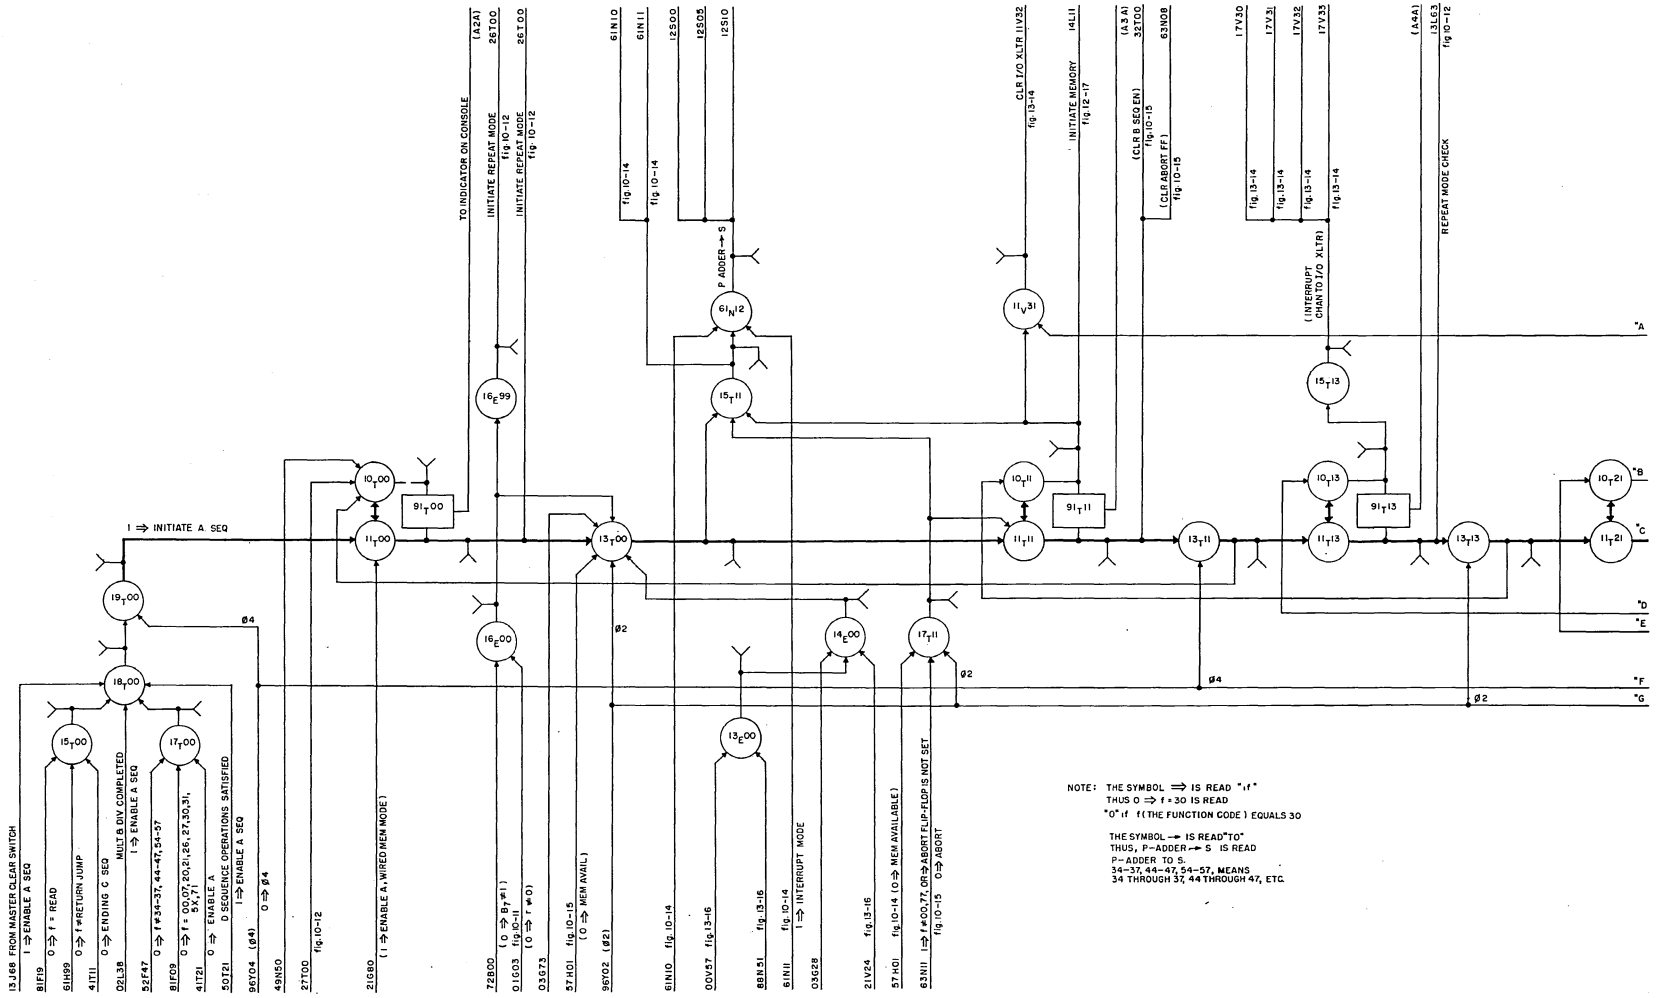 (A2A)
26T00
26T00
61N10
61N11
12S00
12S05
12S10
CLR I/O XLTR 11V32
fig. 13-14
INITIATE MEMORY 14L11
fig. 12-17
(A3A)
32T00
63N08
17V30
17V31
17V32
17V33
(A4A)
13L63
fig 10-12
TO INDICATOR ON CONSOLE
INITIATE REPEAT MODE
fig. 10-12
INITIATE REPEAT MODE
fig. 10-12
fig. 10-14
fig. 10-14
P ADDER → S
(CLR B SEQ EN)
fig. 10-15
(CLR ABORT FF)
fig. 10-15
fig. 13-14
fig. 13-14
fig. 13-14
fig. 13-14
(INTERRUPT
CHAN TO I/O XLTR)
REPEAT MODE CHECK
61N12
11V31
"A
16E99
15T11
15T13
10T00
91T00
10T11
91T11
10T13
91T13
10T21
"B
1 ⇒ INITIATE A. SEQ
11T00
13T00
11T11
13T11
11T13
13T13
11T21
"C
19T00
Ø4
16E00
Ø2
14E00
17T11
Ø2
"D
"E
18T00
Ø4
"F
Ø2
"G
15T00
17T00
13E00
13J68 FROM MASTER CLEAR SWITCH
1 ⇒ ENABLE A SEQ
81F19
0 ⇒ f = READ
61H99
0 ⇒ f ≠ RETURN JUMP
41T11
0 ⇒ ENDING C SEQ
02L38
MULT & DIV COMPLETED
1 ⇒ ENABLE A SEQ
52F47
0 ⇒ f ≠ 34-37, 44-47, 54-57
81F09
0 ⇒ f = 00,07,20,21,26,27,30,31,
5X,71
41T21
0 ⇒ ENABLE A
50T21
D SEQUENCE OPERATIONS SATISFIED
1 ⇒ ENABLE A SEQ
96Y04 (Ø4)
0 ⇒ Ø4
49N50
27T00
fig. 10-12
21G80
(1 ⇒ ENABLE A, WIRED MEM MODE)
72B00
(0 ⇒ B7 ≠ 1)
01G03 fig. 10-11
(0 ⇒ r ≠ 0)
03G73
57H01 fig. 10-15
(0 ⇒ MEM AVAIL)
96Y02 (Ø2)
61N10 fig. 10-14
00V57 fig. 13-16
88N51 fig. 13-16
61N11 fig. 10-14
1 ⇒ INTERRUPT MODE
03G28
21V24 fig. 13-16
57H01 fig. 10-14 (0 ⇒ MEM AVAILABLE)
63N11 1 ⇒ f ≠ 00,77, OR ⇒ ABORT FLIP-FLOP IS NOT SET
fig. 10-15 0 ⇒ ABORT
NOTE: THE SYMBOL ⇒ IS READ "if"
THUS 0 ⇒ f = 30 IS READ
"0" if f (THE FUNCTION CODE) EQUALS 30
THE SYMBOL → IS READ "TO"
THUS, P-ADDER → S IS READ
P-ADDER TO S.
34-37, 44-47, 54-57, MEANS
34 THROUGH 37, 44 THROUGH 47, ETC.